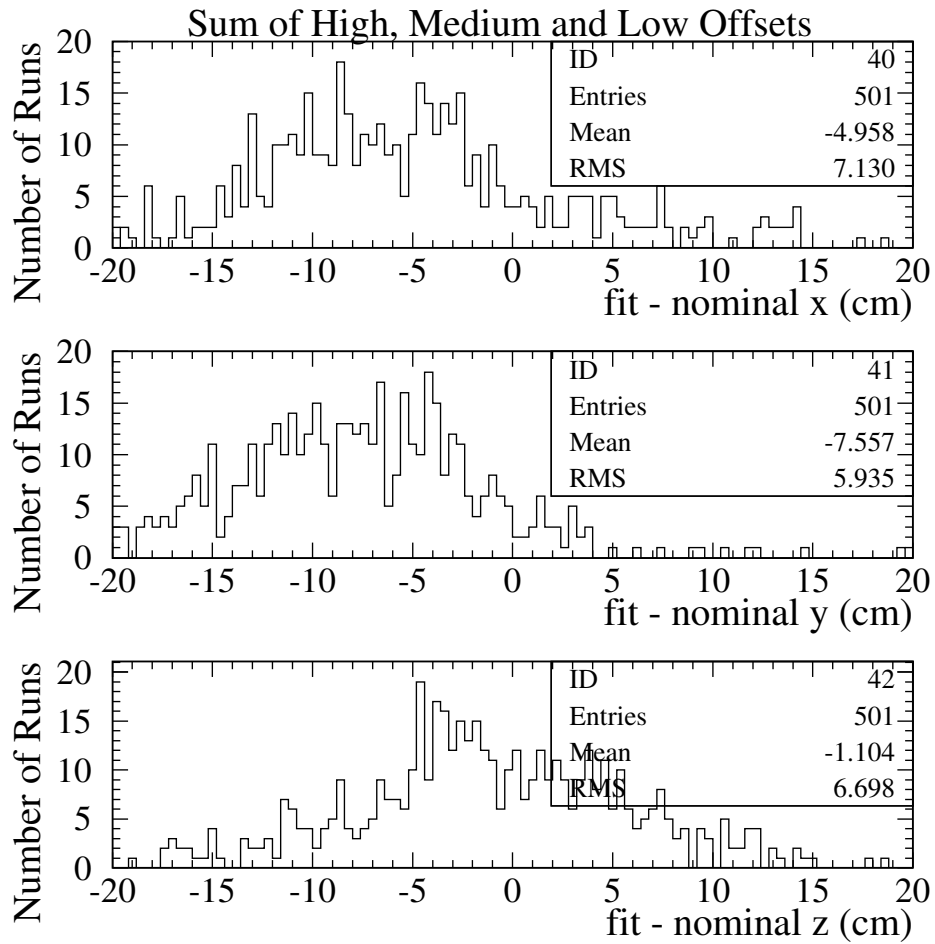 Sum of High, Medium and Low Offsets
Number of Runs
20
15
10
5
0
ID 40
Entries 501
Mean -4.958
RMS 7.130
-20 -15 -10 -5 0 5 10 15 20
fit - nominal x (cm)
Number of Runs
20
15
10
5
0
ID 41
Entries 501
Mean -7.557
RMS 5.935
-20 -15 -10 -5 0 5 10 15 20
fit - nominal y (cm)
Number of Runs
20
15
10
5
0
ID 42
Entries 501
Mean -1.104
RMS 6.698
-20 -15 -10 -5 0 5 10 15 20
fit - nominal z (cm)